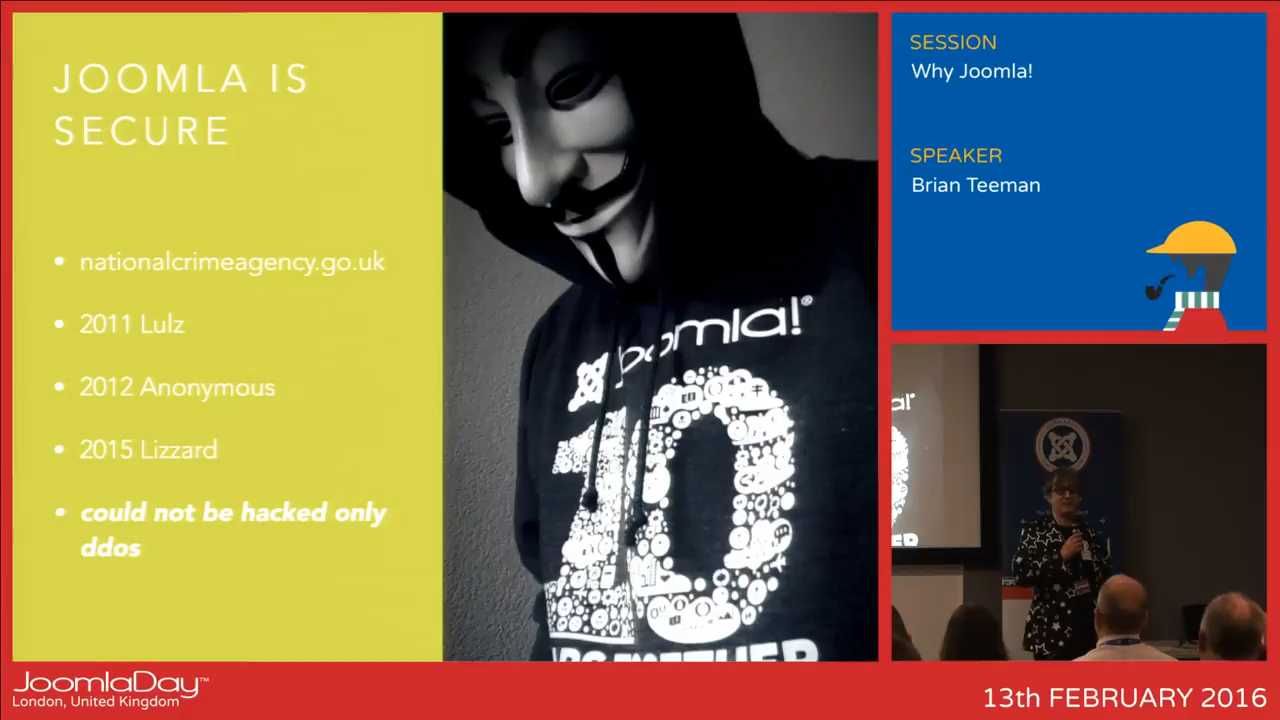 JOOMLA IS
SECURE
• nationalcrimeagency.go.uk
• 2011 Lulz
• 2012 Anonymous
• 2015 Lizzard
• could not be hacked only
ddos
Joomla!®
10
SESSION
Why Joomla!
SPEAKER
Brian Teeman
JoomlaDay™
London, United Kingdom
13th FEBRUARY 2016